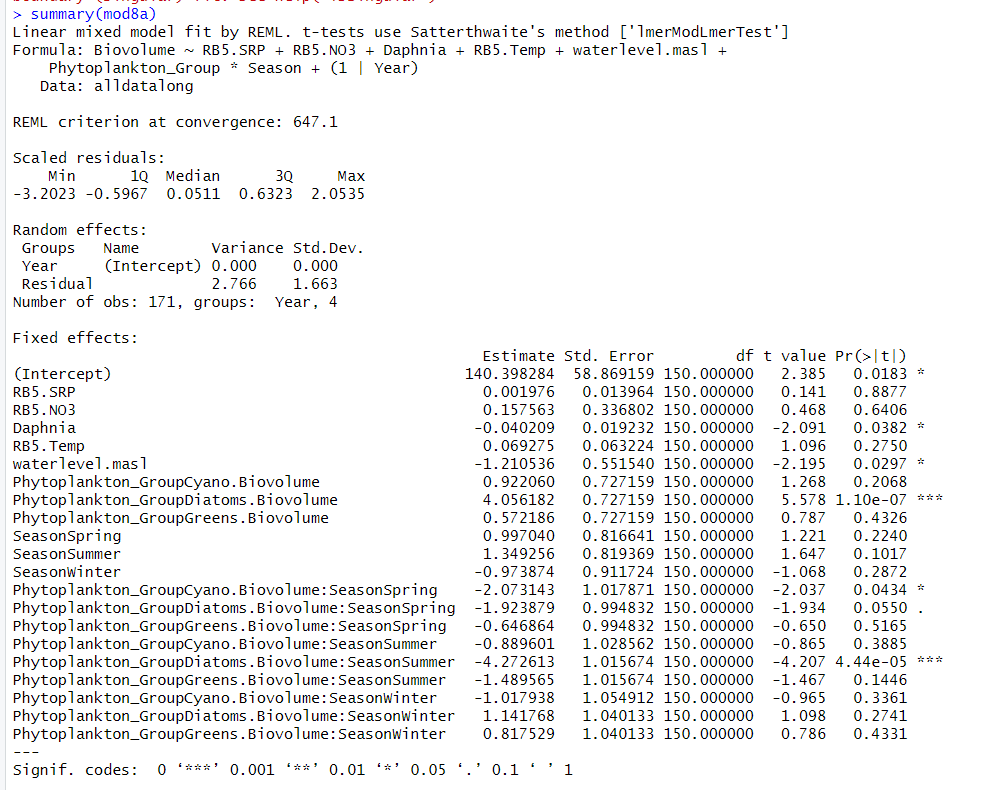 > summary(mod8a)
Linear mixed model fit by REML. t-tests use Satterthwaite's method ['lmerModLmerTest']
Formula: Biovolume ~ RB5.SRP + RB5.NO3 + Daphnia + RB5.Temp + waterlevel.masl +
    Phytoplankton_Group * Season + (1 | Year)
   Data: alldatalong

REML criterion at convergence: 647.1

Scaled residuals:
    Min      1Q  Median      3Q     Max
-3.2023 -0.5967  0.0511  0.6323  2.0535

Random effects:
 Groups   Name        Variance Std.Dev.
 Year     (Intercept) 0.000    0.000
 Residual             2.766    1.663
Number of obs: 171, groups:  Year, 4

Fixed effects:
                                               Estimate Std. Error         df t value Pr(>|t|)
(Intercept)                                  140.398284  58.869159 150.000000   2.385   0.0183 *
RB5.SRP                                        0.001976   0.013964 150.000000   0.141   0.8877
RB5.NO3                                        0.157563   0.336802 150.000000   0.468   0.6406
Daphnia                                       -0.040209   0.019232 150.000000  -2.091   0.0382 *
RB5.Temp                                       0.069275   0.063224 150.000000   1.096   0.2750
waterlevel.masl                               -1.210536   0.551540 150.000000  -2.195   0.0297 *
Phytoplankton_GroupCyano.Biovolume             0.922060   0.727159 150.000000   1.268   0.2068
Phytoplankton_GroupDiatoms.Biovolume           4.056182   0.727159 150.000000   5.578 1.10e-07 ***
Phytoplankton_GroupGreens.Biovolume            0.572186   0.727159 150.000000   0.787   0.4326
SeasonSpring                                   0.997040   0.816641 150.000000   1.221   0.2240
SeasonSummer                                   1.349256   0.819369 150.000000   1.647   0.1017
SeasonWinter                                  -0.973874   0.911724 150.000000  -1.068   0.2872
Phytoplankton_GroupCyano.Biovolume:SeasonSpring   -2.073143   1.017871 150.000000  -2.037   0.0434 *
Phytoplankton_GroupDiatoms.Biovolume:SeasonSpring -1.923879   0.994832 150.000000  -1.934   0.0550 .
Phytoplankton_GroupGreens.Biovolume:SeasonSpring  -0.646864   0.994832 150.000000  -0.650   0.5165
Phytoplankton_GroupCyano.Biovolume:SeasonSummer   -0.889601   1.028562 150.000000  -0.865   0.3885
Phytoplankton_GroupDiatoms.Biovolume:SeasonSummer -4.272613   1.015674 150.000000  -4.207 4.44e-05 ***
Phytoplankton_GroupGreens.Biovolume:SeasonSummer  -1.489565   1.015674 150.000000  -1.467   0.1446
Phytoplankton_GroupCyano.Biovolume:SeasonWinter   -1.017938   1.054912 150.000000  -0.965   0.3361
Phytoplankton_GroupDiatoms.Biovolume:SeasonWinter  1.141768   1.040133 150.000000   1.098   0.2741
Phytoplankton_GroupGreens.Biovolume:SeasonWinter   0.817529   1.040133 150.000000   0.786   0.4331
---
Signif. codes:  0 ‘***’ 0.001 ‘**’ 0.01 ‘*’ 0.05 ‘.’ 0.1 ‘ ’ 1